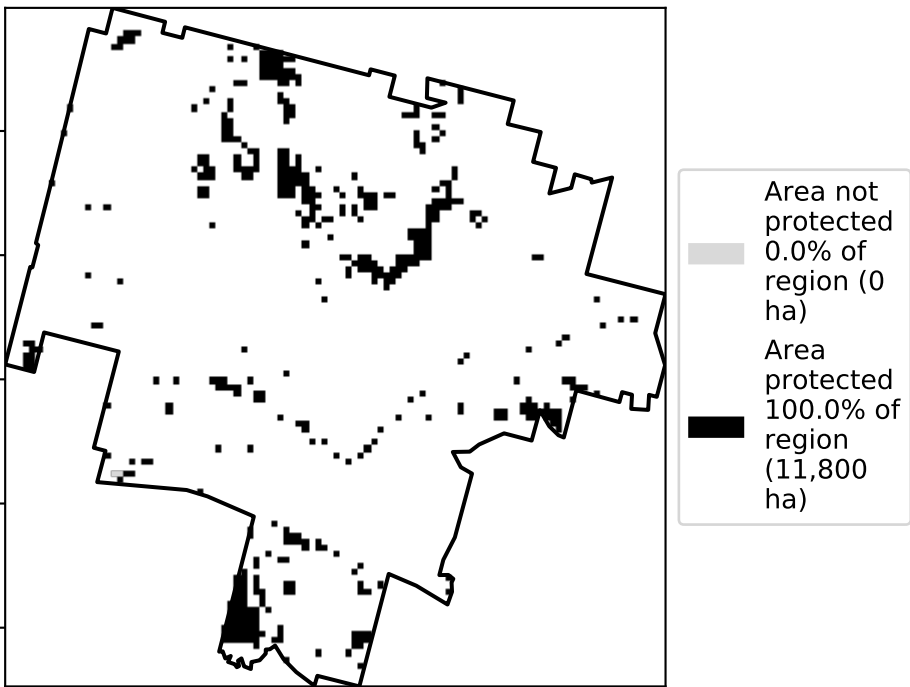 Area not
protected
0.0% of
region (0
ha)
Area
protected
100.0% of
region
(11,800
ha)